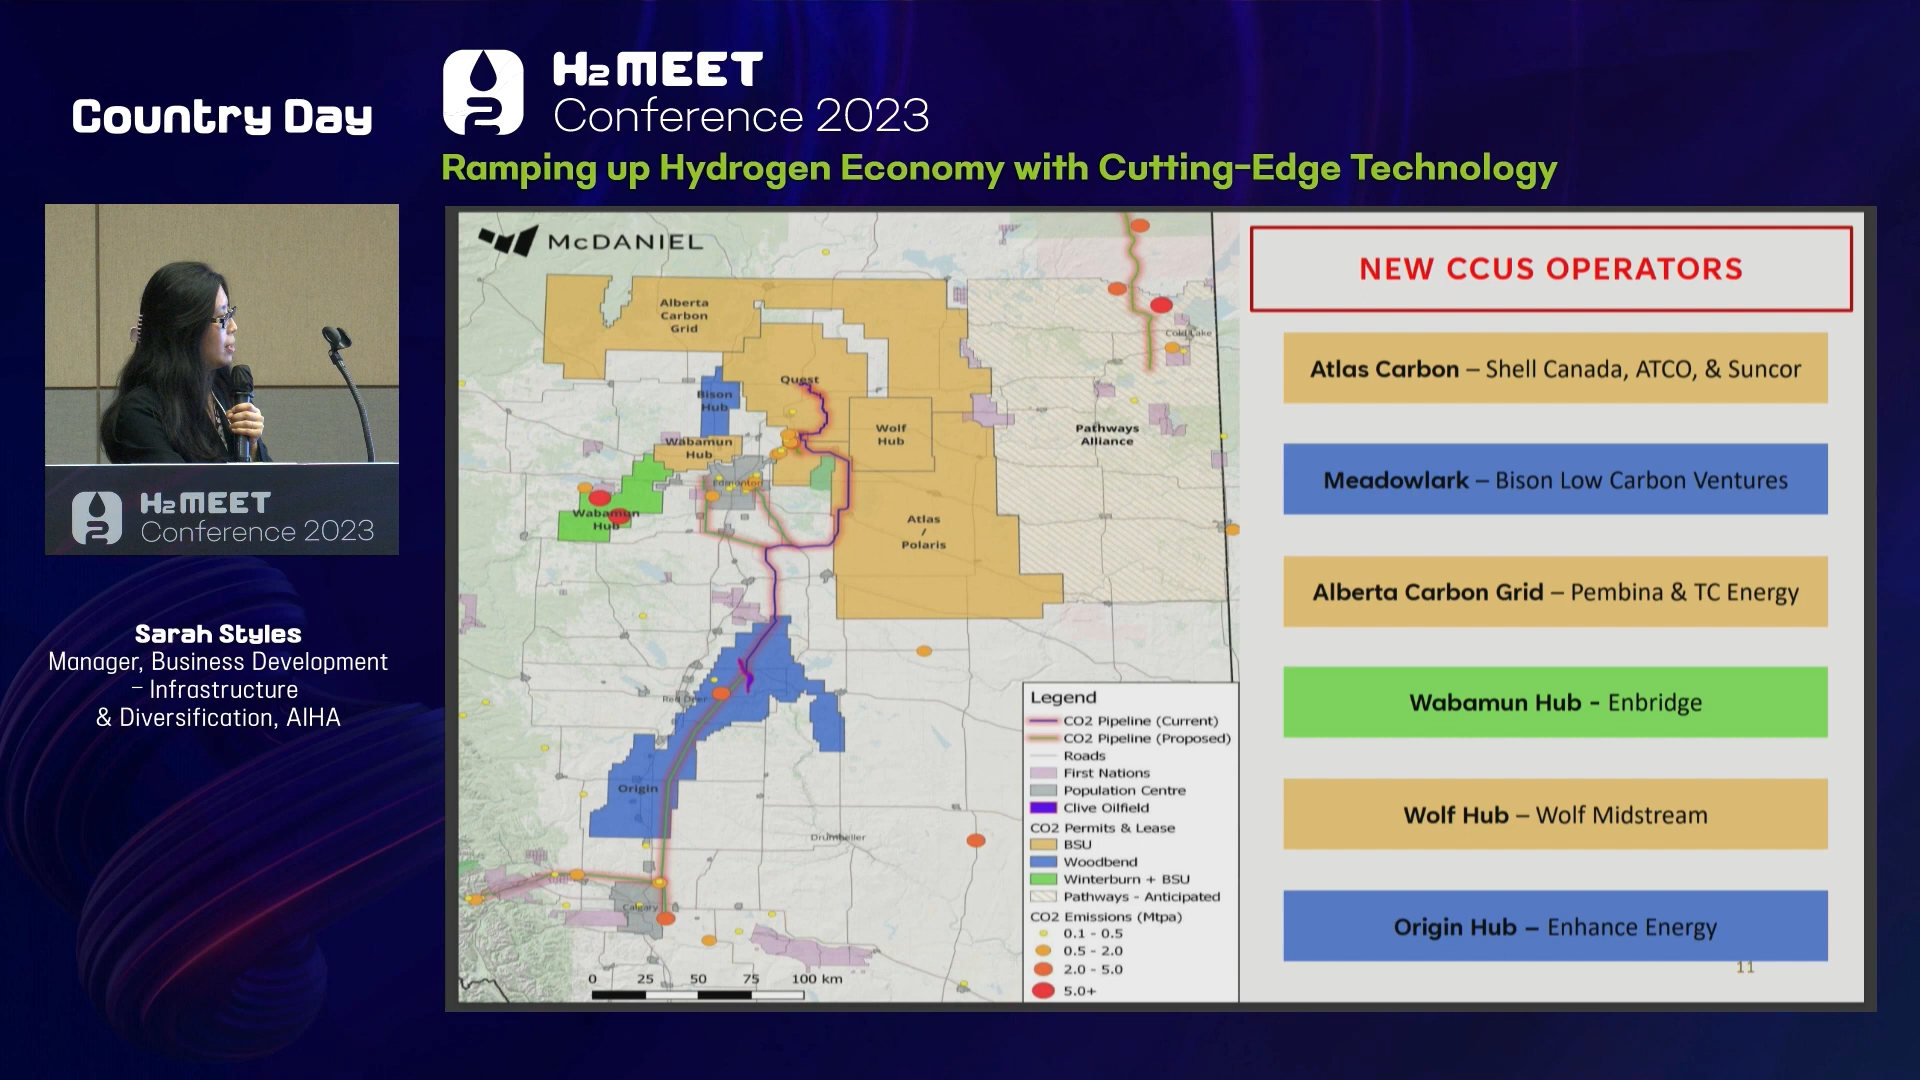 Country Day
H2 MEET
Conference 2023
Ramping up Hydrogen Economy with Cutting-Edge Technology
H2 MEET
Conference 2023
Sarah Styles
Manager, Business Development
– Infrastructure
& Diversification, AIHA
McDANIEL
Alberta
Carbon
Grid
Cold Lake
Quest
Bison
Hub
Wolf
Hub
Pathways
Alliance
Wabamun
Hub
Edmonton
Wabamun
Hub
Atlas
/
Polaris
Red Deer
Origin
Drumheller
Calgary
0 25 50 75 100 km
Legend
CO2 Pipeline (Current)
CO2 Pipeline (Proposed)
Roads
First Nations
Population Centre
Clive Oilfield
CO2 Permits & Lease
BSU
Woodbend
Winterburn + BSU
Pathways - Anticipated
CO2 Emissions (Mtpa)
0.1 - 0.5
0.5 - 2.0
2.0 - 5.0
5.0+
NEW CCUS OPERATORS
Atlas Carbon – Shell Canada, ATCO, & Suncor
Meadowlark – Bison Low Carbon Ventures
Alberta Carbon Grid – Pembina & TC Energy
Wabamun Hub - Enbridge
Wolf Hub – Wolf Midstream
Origin Hub – Enhance Energy
11